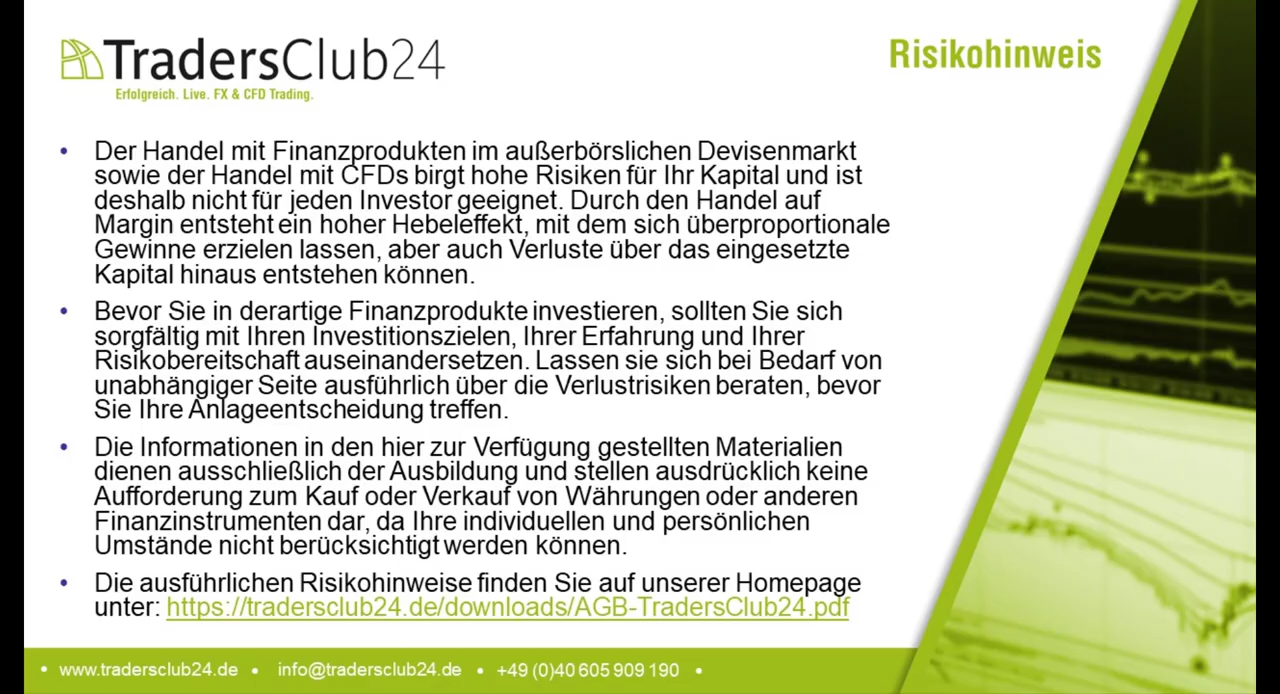 TradersClub24
Erfolgreich. Live. FX & CFD Trading.
Risikohinweis
• Der Handel mit Finanzprodukten im außerbörslichen Devisenmarkt
sowie der Handel mit CFDs birgt hohe Risiken für Ihr Kapital und ist
deshalb nicht für jeden Investor geeignet. Durch den Handel auf
Margin entsteht ein hoher Hebeleffekt, mit dem sich überproportionale
Gewinne erzielen lassen, aber auch Verluste über das eingesetzte
Kapital hinaus entstehen können.
• Bevor Sie in derartige Finanzprodukte investieren, sollten Sie sich
sorgfältig mit Ihren Investitionszielen, Ihrer Erfahrung und Ihrer
Risikobereitschaft auseinandersetzen. Lassen sie sich bei Bedarf von
unabhängiger Seite ausführlich über die Verlustrisiken beraten, bevor
Sie Ihre Anlageentscheidung treffen.
• Die Informationen in den hier zur Verfügung gestellten Materialien
dienen ausschließlich der Ausbildung und stellen ausdrücklich keine
Aufforderung zum Kauf oder Verkauf von Währungen oder anderen
Finanzinstrumenten dar, da Ihre individuellen und persönlichen
Umstände nicht berücksichtigt werden können.
• Die ausführlichen Risikohinweise finden Sie auf unserer Homepage
unter: https://tradersclub24.de/downloads/AGB-TradersClub24.pdf
• www.tradersclub24.de • info@tradersclub24.de • +49 (0)40 605 909 190 •